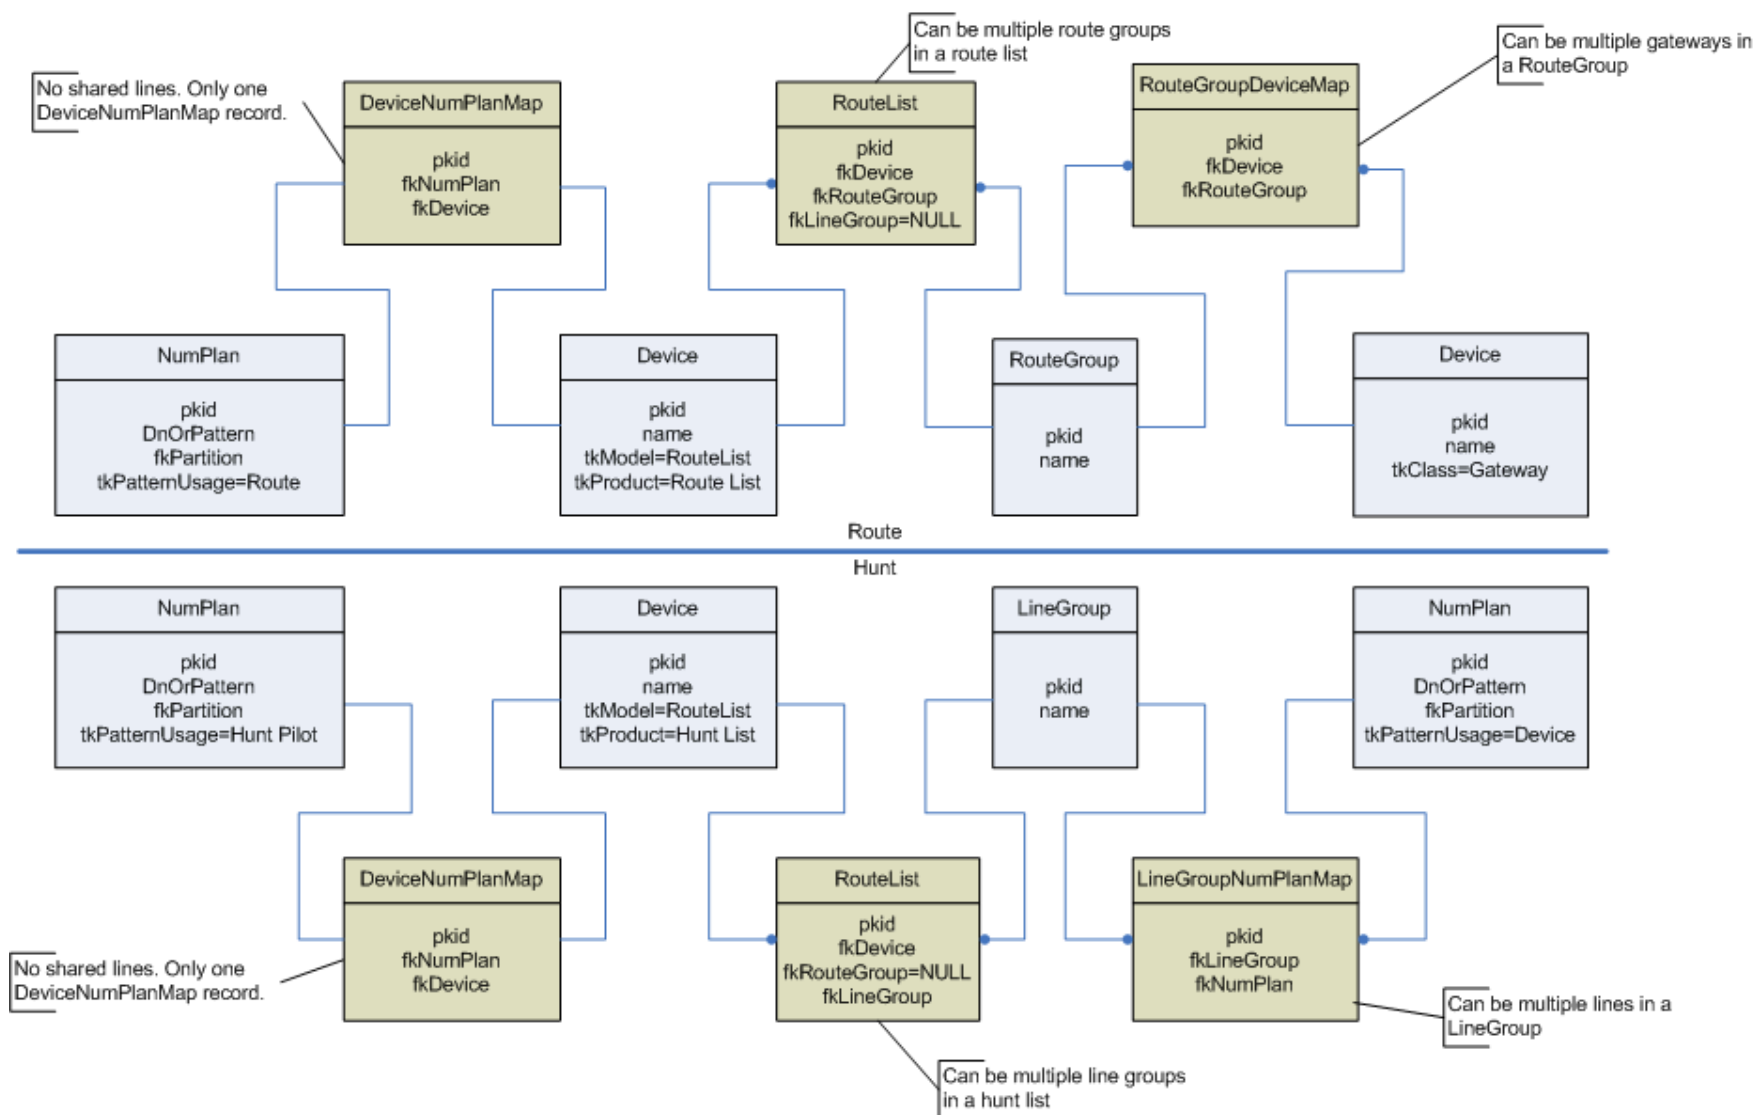 Can be multiple route groups
in a route list
Can be multiple gateways in
a RouteGroup
No shared lines. Only one
DeviceNumPlanMap record.
DeviceNumPlanMap
pkid
fkNumPlan
fkDevice
RouteList
pkid
fkDevice
fkRouteGroup
fkLineGroup=NULL
RouteGroupDeviceMap
pkid
fkDevice
fkRouteGroup
NumPlan
pkid
DnOrPattern
fkPartition
tkPatternUsage=Route
Device
pkid
name
tkModel=RouteList
tkProduct=Route List
RouteGroup
pkid
name
Device
pkid
name
tkClass=Gateway
Route
Hunt
NumPlan
pkid
DnOrPattern
fkPartition
tkPatternUsage=Hunt Pilot
Device
pkid
name
tkModel=RouteList
tkProduct=Hunt List
LineGroup
pkid
name
NumPlan
pkid
DnOrPattern
fkPartition
tkPatternUsage=Device
DeviceNumPlanMap
pkid
fkNumPlan
fkDevice
RouteList
pkid
fkDevice
fkRouteGroup=NULL
fkLineGroup
LineGroupNumPlanMap
pkid
fkLineGroup
fkNumPlan
No shared lines. Only one
DeviceNumPlanMap record.
Can be multiple lines in a
LineGroup
Can be multiple line groups
in a hunt list